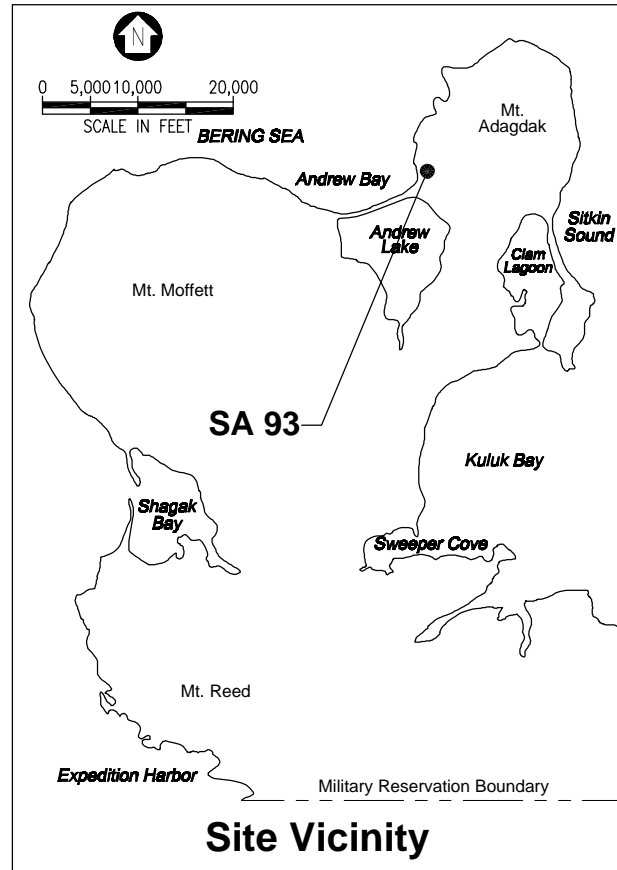 N
0 5,000 10,000 20,000
SCALE IN FEET
BERING SEA
Mt.
Adagdak
Andrew Bay
Andrew
Lake
Sitkin
Sound
Clam
Lagoon
Mt. Moffett
SA 93
Kuluk Bay
Shagak
Bay
Sweeper Cove
Mt. Reed
Expedition Harbor
Military Reservation Boundary
Site Vicinity